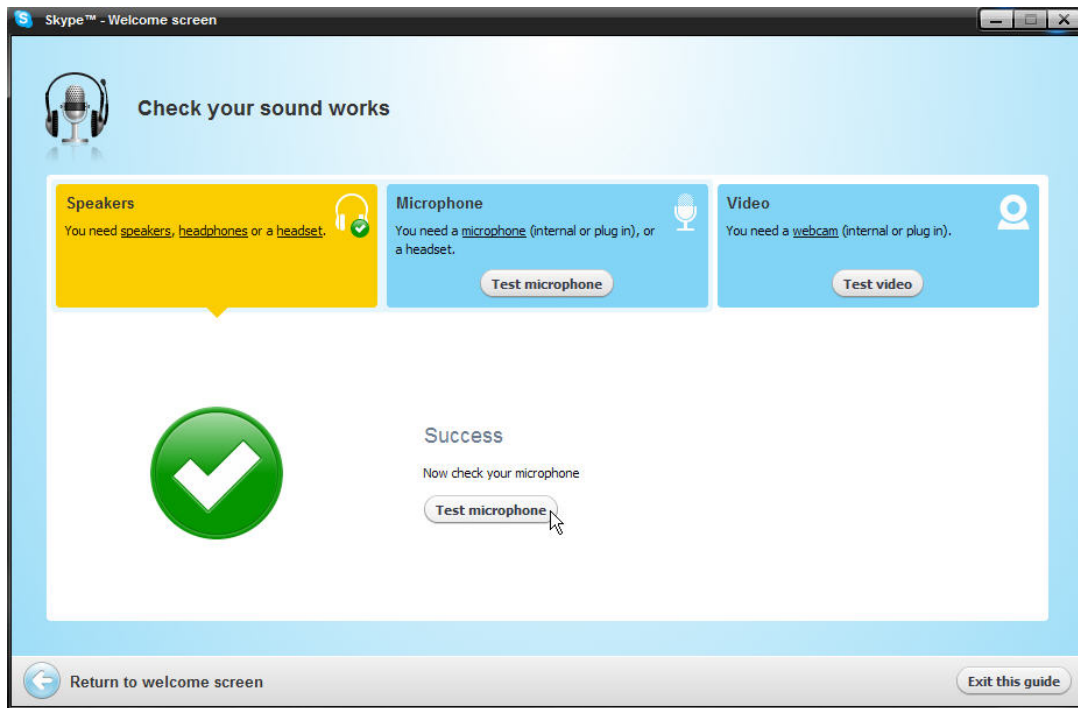 Skype™ - Welcome screen
Check your sound works
Speakers
You need speakers, headphones or a headset.
Microphone
You need a microphone (internal or plug in), or
a headset.
Test microphone
Video
You need a webcam (internal or plug in).
Test video
Success
Now check your microphone
Test microphone
Return to welcome screen
Exit this guide